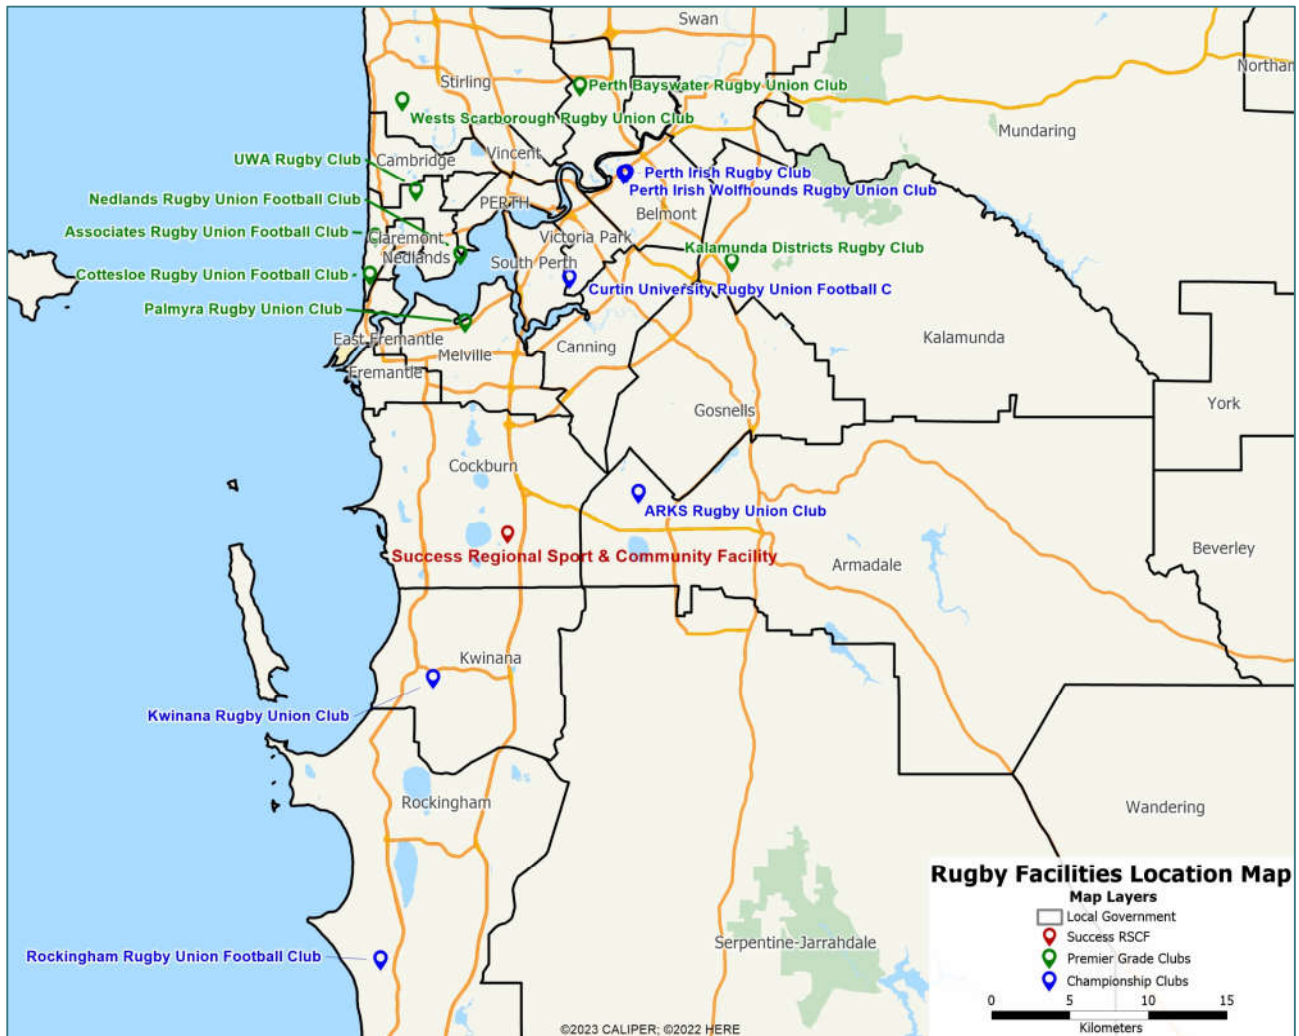 Swan
Northam
Stirling
Perth Bayswater Rugby Union Club
Wests Scarborough Rugby Union Club
Mundaring
Vincent
UWA Rugby Club
Cambridge
Perth Irish Rugby Club
Perth Irish Wolfhounds Rugby Union Club
Nedlands Rugby Union Football Club
PERTH
Belmont
Associates Rugby Union Football Club
Claremont
Victoria Park
Kalamunda Districts Rugby Club
Nedlands
South Perth
Cottesloe Rugby Union Football Club
Curtin University Rugby Union Football C
Palmyra Rugby Union Club
East Fremantle
Melville
Canning
Kalamunda
Fremantle
York
Gosnells
Cockburn
ARKS Rugby Union Club
Success Regional Sport & Community Facility
Beverley
Armadale
Kwinana
Kwinana Rugby Union Club
Rockingham
Wandering
Rugby Facilities Location Map
Map Layers
Local Government
Success RSCF
Premier Grade Clubs
Championship Clubs
0 5 10 15
Kilometers
Serpentine-Jarrahdale
Rockingham Rugby Union Football Club
©2023 CALIPER; ©2022 HERE